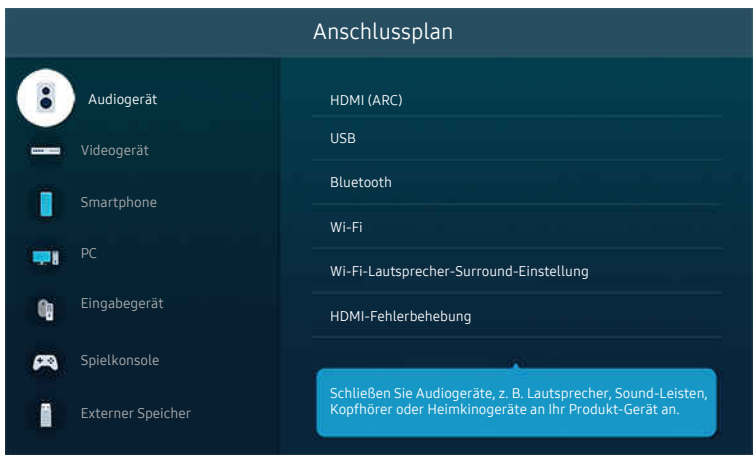 Anschlussplan
Audiogerät
Videogerät
Smartphone
PC
Eingabegerät
Spielkonsole
Externer Speicher
HDMI (ARC)
USB
Bluetooth
Wi-Fi
Wi-Fi-Lautsprecher-Surround-Einstellung
HDMI-Fehlerbehebung
Schließen Sie Audiogeräte, z. B. Lautsprecher, Sound-Leisten,
Kopfhörer oder Heimkinogeräte an Ihr Produkt-Gerät an.